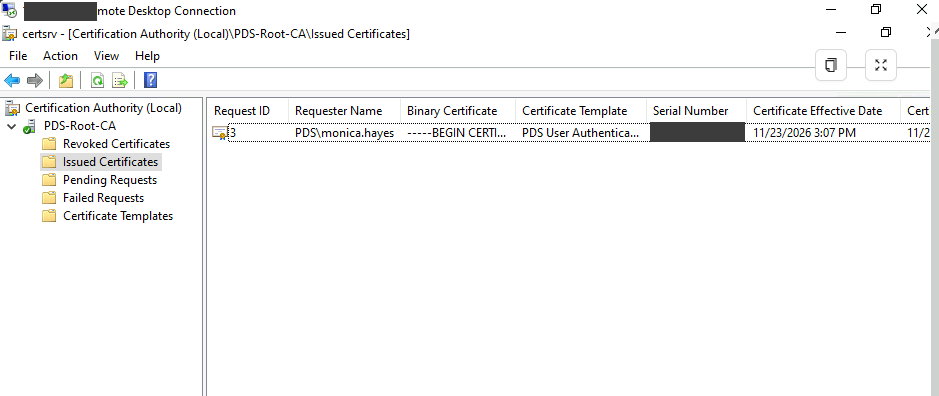 mote Desktop Connection
certsrv - [Certification Authority (Local)\PDS-Root-CA\Issued Certificates]
File Action View Help
Certification Authority (Local)
PDS-Root-CA
Revoked Certificates
Issued Certificates
Pending Requests
Failed Requests
Certificate Templates
Request ID Requester Name Binary Certificate Certificate Template Serial Number Certificate Effective Date Cert
3 PDS\monica.hayes -----BEGIN CERTI... PDS User Authentica... 11/23/2026 3:07 PM 11/2